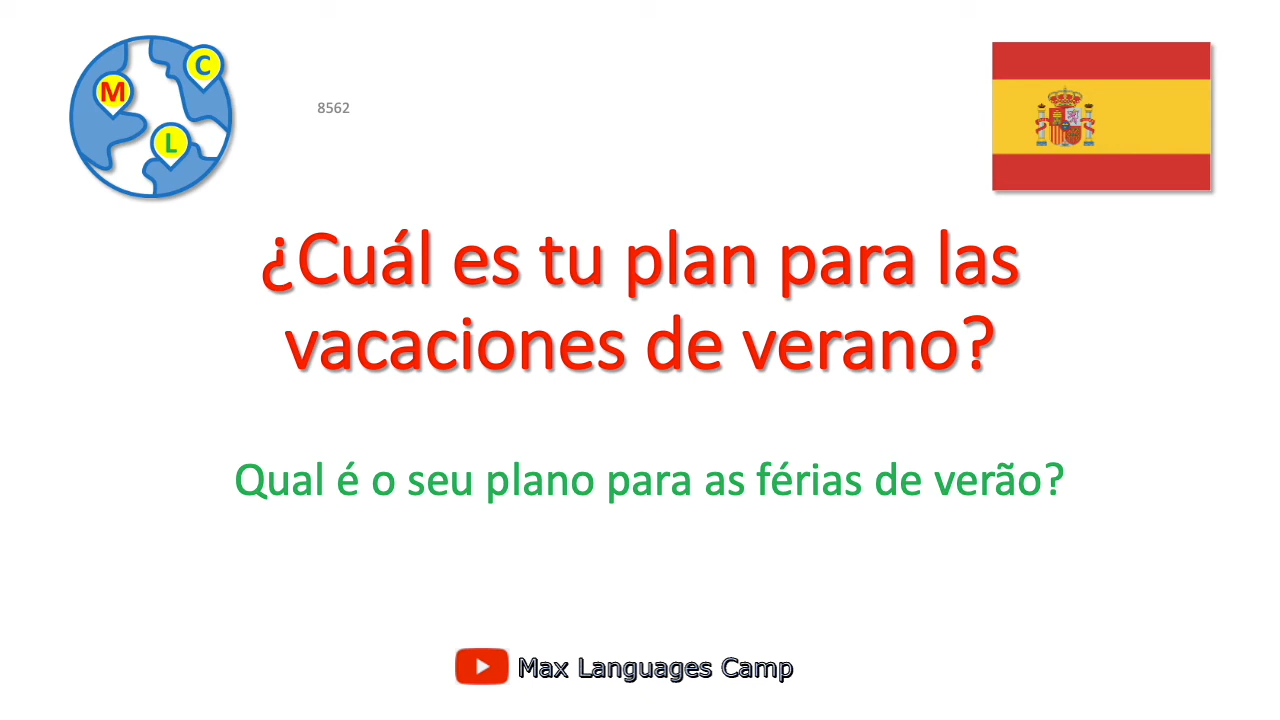 M
C
L
8562
¿Cuál es tu plan para las
vacaciones de verano?
Qual é o seu plano para as férias de verão?
Max Languages Camp